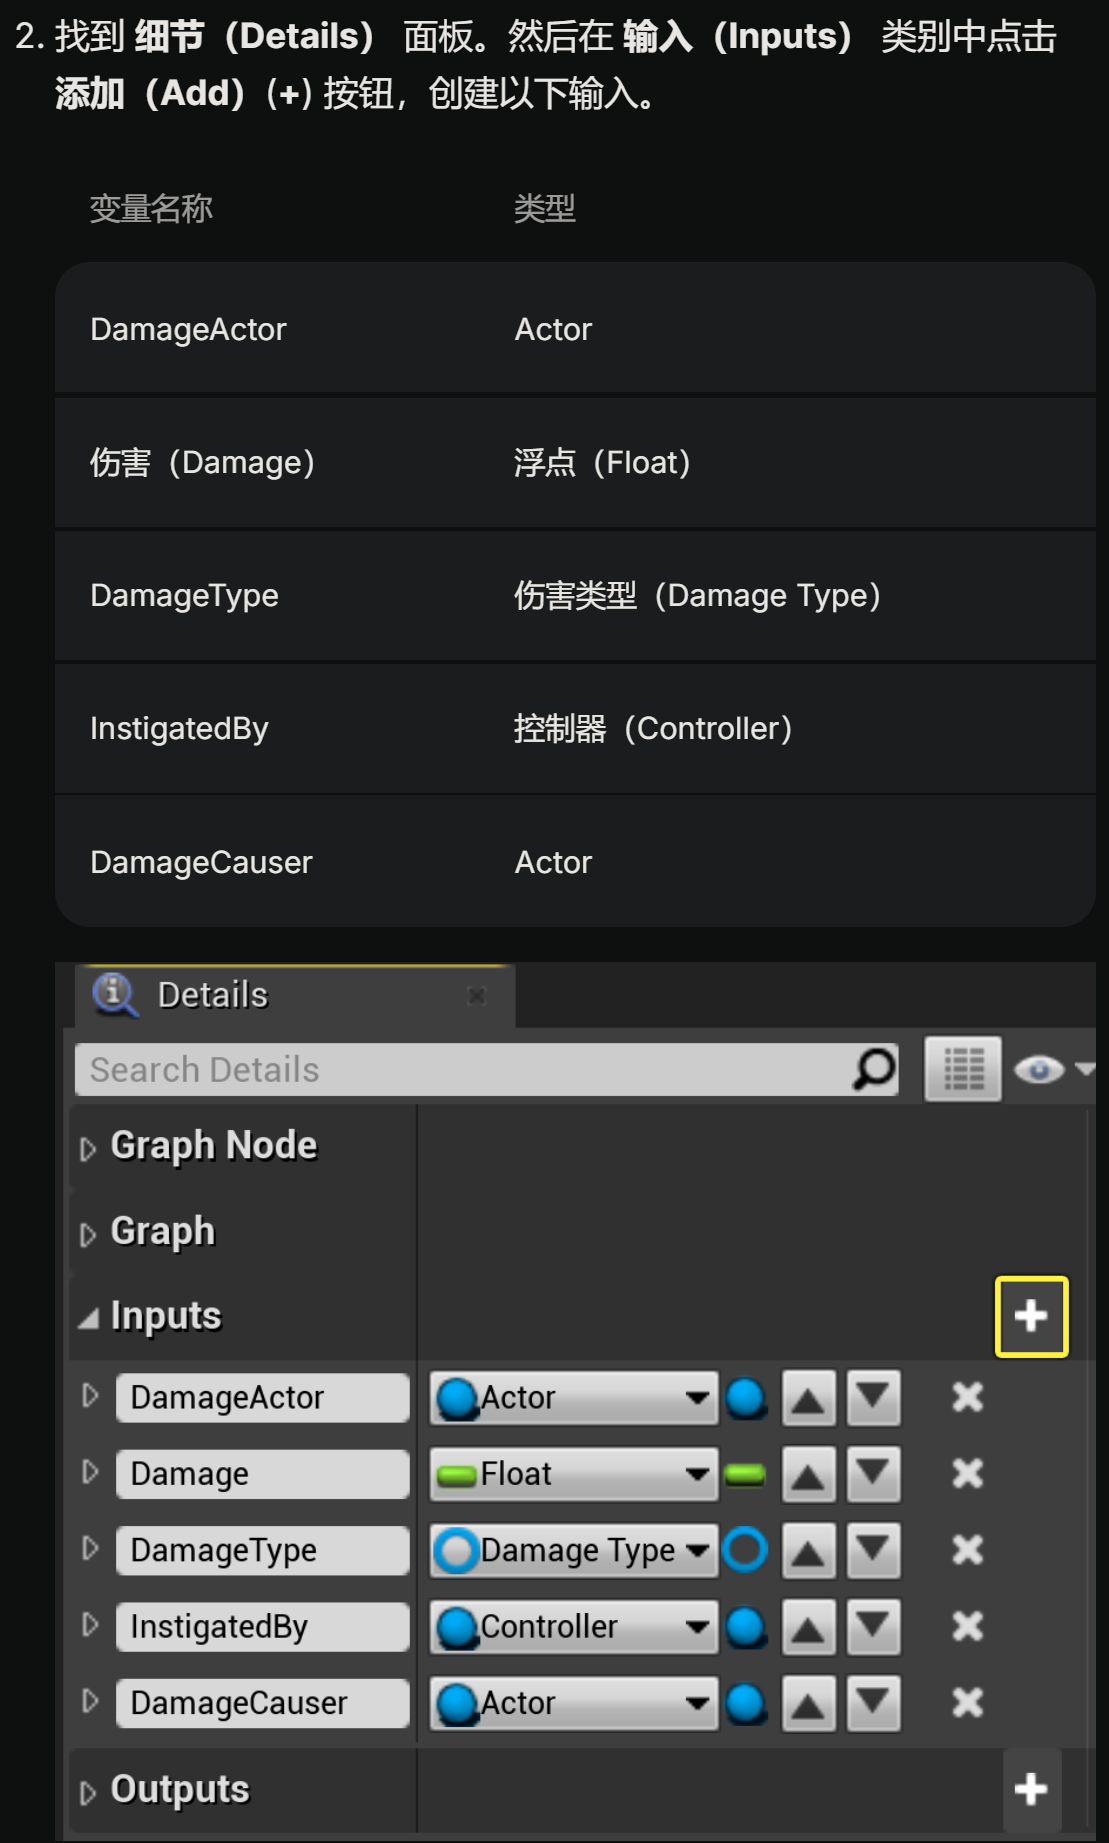 2. 找到 细节（Details） 面板。然后在 输入（Inputs） 类别中点击
添加（Add）(+) 按钮，创建以下输入。
变量名称 类型
DamageActor Actor
伤害（Damage） 浮点（Float）
DamageType 伤害类型（Damage Type）
InstigatedBy 控制器（Controller）
DamageCauser Actor
Details
Search Details
Graph Node
Graph
Inputs
DamageActor Actor
Damage Float
DamageType Damage Type
InstigatedBy Controller
DamageCauser Actor
Outputs